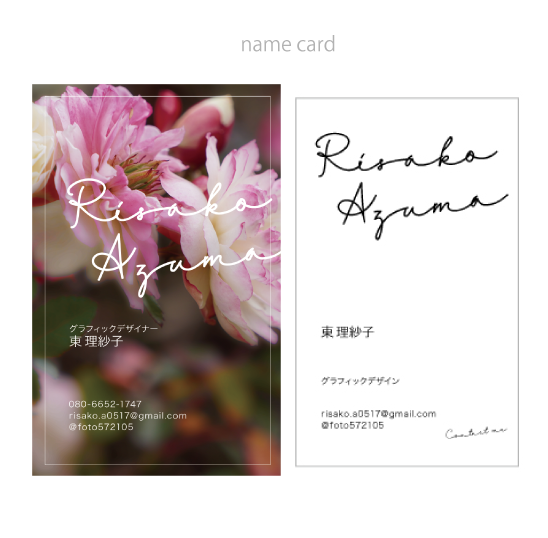 name card
Risako
Azuma
グラフィックデザイナー
東 理紗子
080-6652-1747
risako.a0517@gmail.com
@foto572105
Risako
Azuma
東 理紗子
グラフィックデザイン
risako.a0517@gmail.com
@foto572105
Contact me